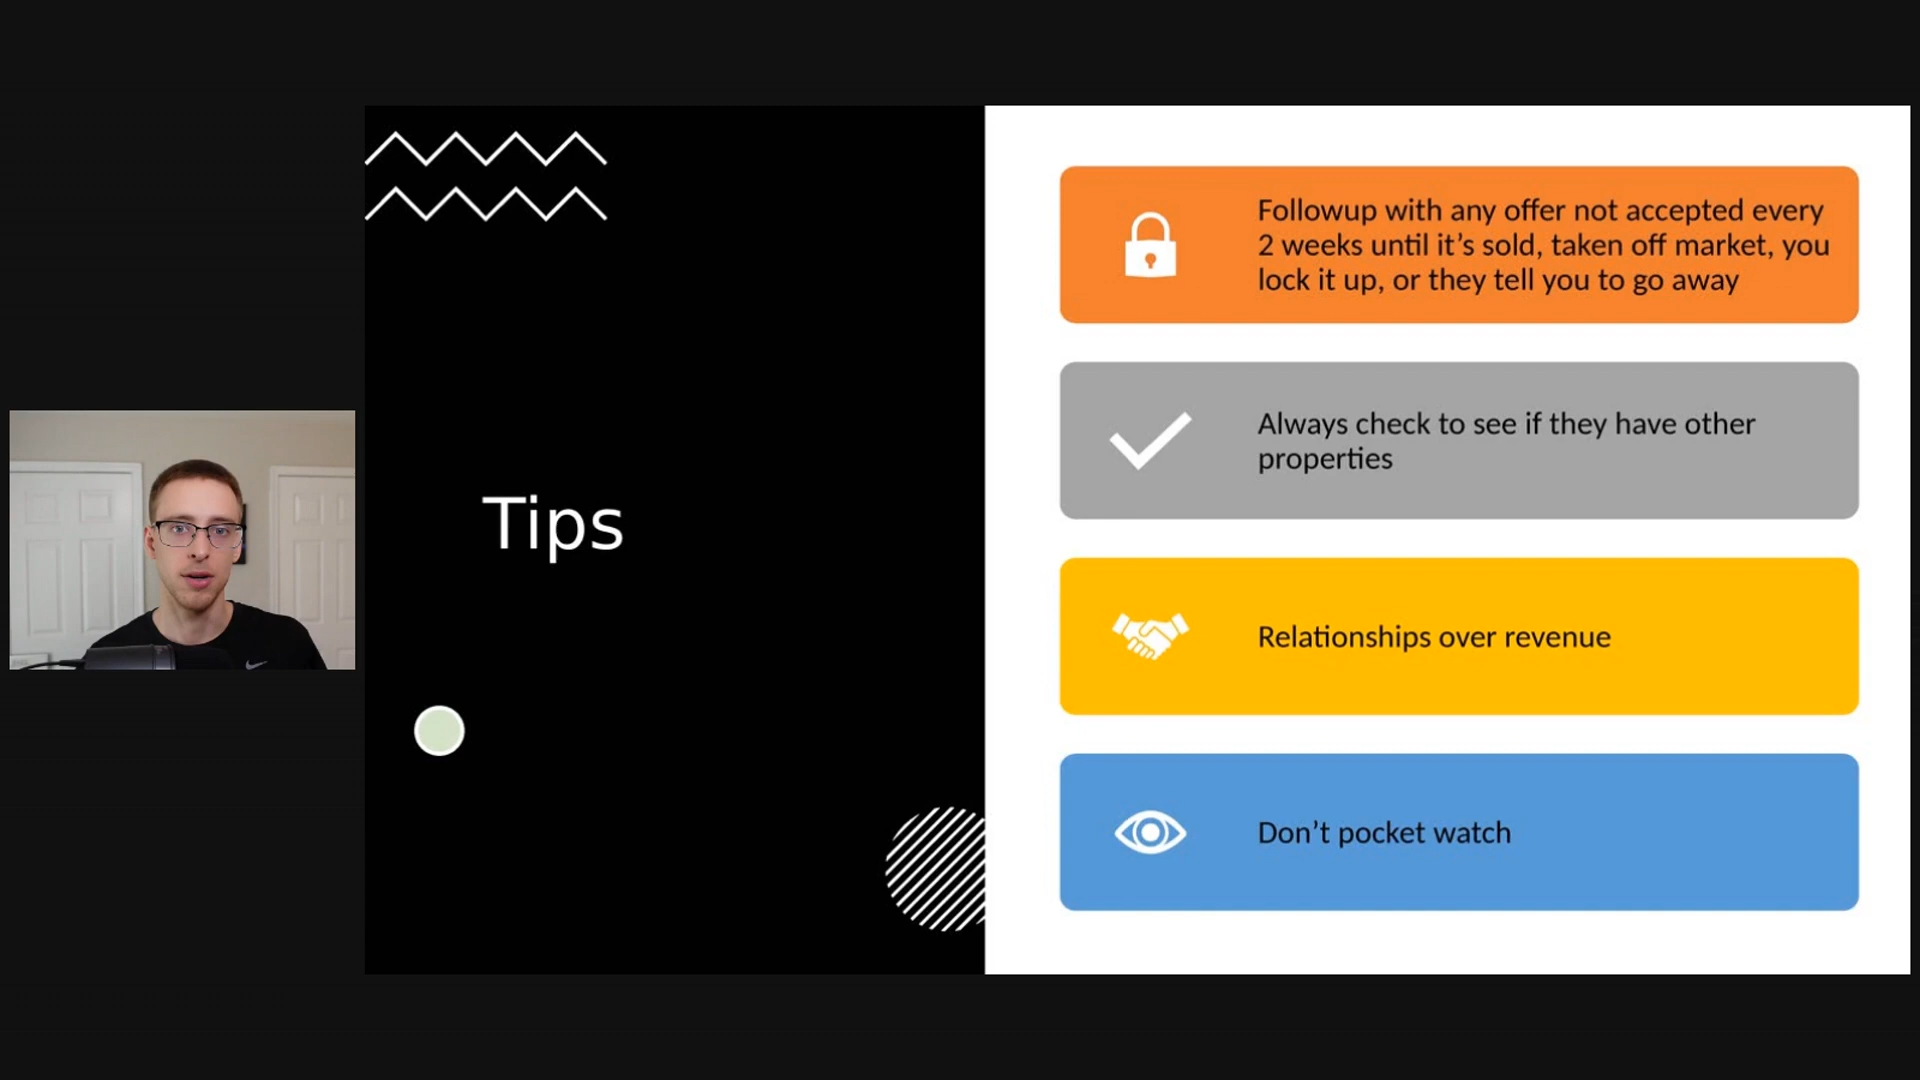 Tips
Followup with any offer not accepted every
2 weeks until it’s sold, taken off market, you
lock it up, or they tell you to go away
Always check to see if they have other
properties
Relationships over revenue
Don’t pocket watch